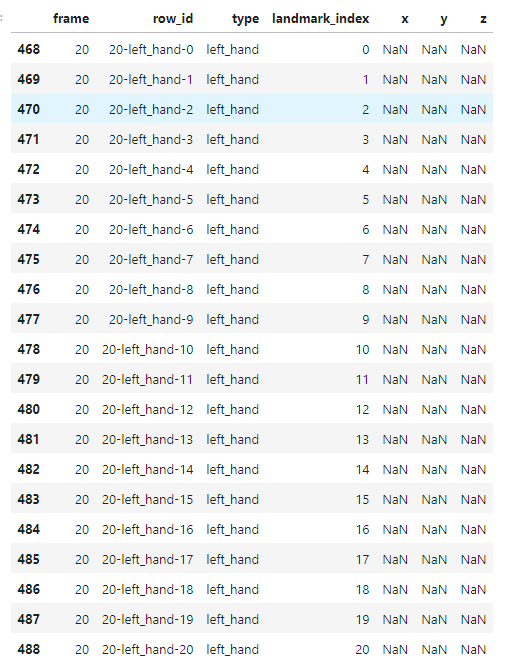 frame row_id type landmark_index x y z
468 20 20-left_hand-0 left_hand 0 NaN NaN NaN
469 20 20-left_hand-1 left_hand 1 NaN NaN NaN
470 20 20-left_hand-2 left_hand 2 NaN NaN NaN
471 20 20-left_hand-3 left_hand 3 NaN NaN NaN
472 20 20-left_hand-4 left_hand 4 NaN NaN NaN
473 20 20-left_hand-5 left_hand 5 NaN NaN NaN
474 20 20-left_hand-6 left_hand 6 NaN NaN NaN
475 20 20-left_hand-7 left_hand 7 NaN NaN NaN
476 20 20-left_hand-8 left_hand 8 NaN NaN NaN
477 20 20-left_hand-9 left_hand 9 NaN NaN NaN
478 20 20-left_hand-10 left_hand 10 NaN NaN NaN
479 20 20-left_hand-11 left_hand 11 NaN NaN NaN
480 20 20-left_hand-12 left_hand 12 NaN NaN NaN
481 20 20-left_hand-13 left_hand 13 NaN NaN NaN
482 20 20-left_hand-14 left_hand 14 NaN NaN NaN
483 20 20-left_hand-15 left_hand 15 NaN NaN NaN
484 20 20-left_hand-16 left_hand 16 NaN NaN NaN
485 20 20-left_hand-17 left_hand 17 NaN NaN NaN
486 20 20-left_hand-18 left_hand 18 NaN NaN NaN
487 20 20-left_hand-19 left_hand 19 NaN NaN NaN
488 20 20-left_hand-20 left_hand 20 NaN NaN NaN